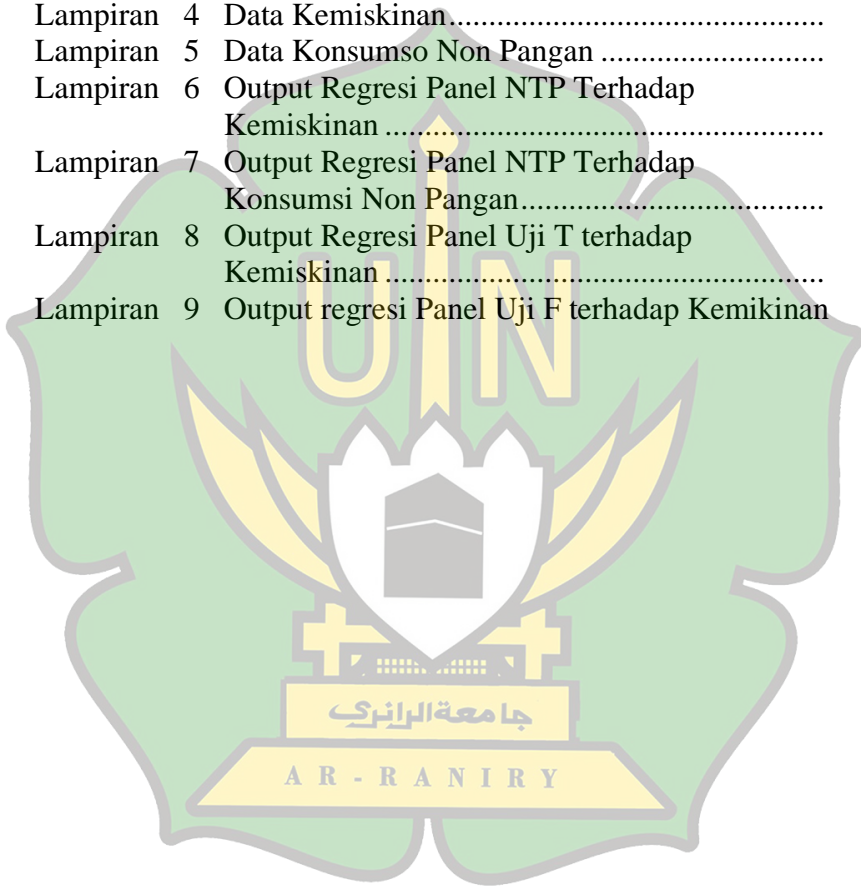 Lampiran 4 Data Kemiskinan................................................
Lampiran 5 Data Konsumso Non Pangan ............................
Lampiran 6 Output Regresi Panel NTP Terhadap
Kemiskinan .......................................................
Lampiran 7 Output Regresi Panel NTP Terhadap
Konsumsi Non Pangan......................................
Lampiran 8 Output Regresi Panel Uji T terhadap
Kemiskinan .......................................................
Lampiran 9 Output regresi Panel Uji F terhadap Kemikinan
UIN
جامعةالرانري
AR-RANIRY